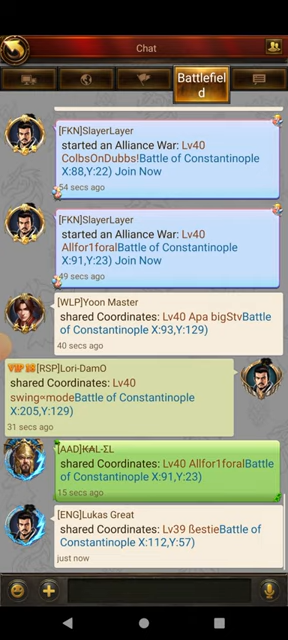 Chat
Battlefiel
d
[FKN]SlayerLayer
started an Alliance War: Lv40
ColbsOnDubbs!Battle of Constantinople
X:88,Y:22) Join Now
54 secs ago
[FKN]SlayerLayer
started an Alliance War: Lv40
Allfor1foralBattle of Constantinople
X:91,Y:23) Join Now
49 secs ago
[WLP]Yoon Master
shared Coordinates: Lv40 Apa bigStvBattle
of Constantinople X:93,Y:129)
40 secs ago
VIP 18 [RSP]Lori-DamO
shared Coordinates: Lv40
swing∝modeBattle of Constantinople
X:205,Y:129)
31 secs ago
[AAD]K̶A̶L-ΣL
shared Coordinates: Lv40 Allfor1foralBattle
of Constantinople X:91,Y:23)
15 secs ago
[ENG]Lukas Great
shared Coordinates: Lv39 ßestieBattle of
Constantinople X:112,Y:57)
just now